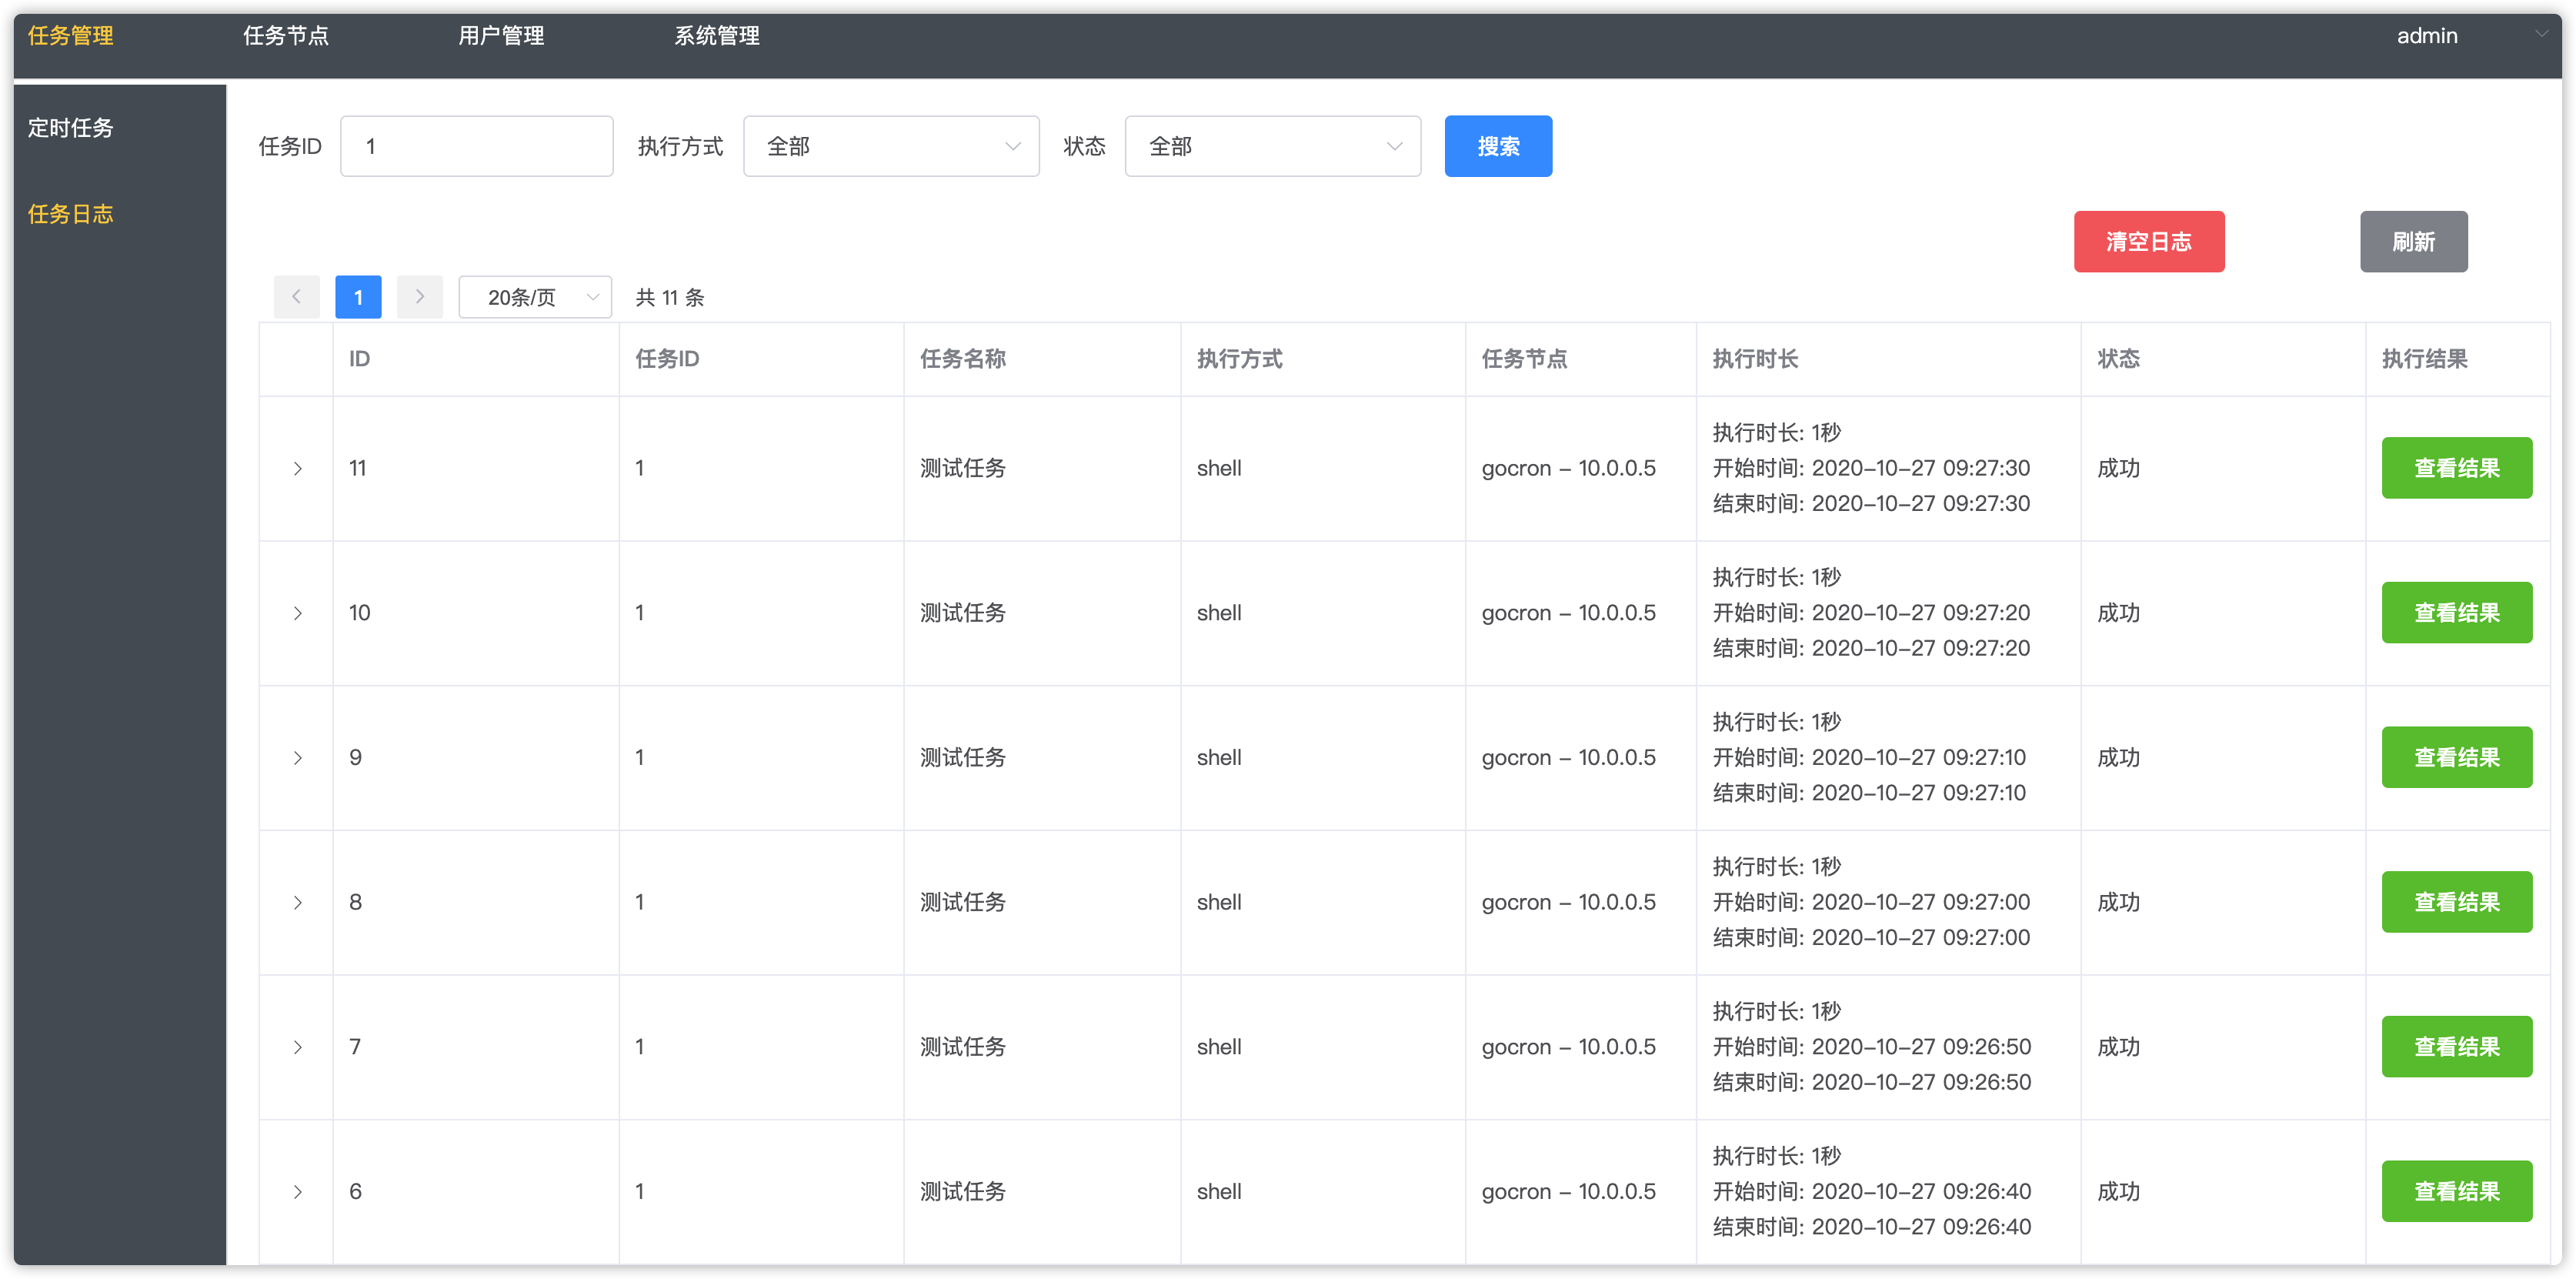 任务管理 任务节点 用户管理 系统管理 admin
定时任务
任务日志
任务ID 1 执行方式 全部 状态 全部 搜索
清空日志 刷新
1 20条/页 共 11 条
ID 任务ID 任务名称 执行方式 任务节点 执行时长 状态 执行结果
执行时长: 1秒
11 1 测试任务 shell gocron - 10.0.0.5 开始时间: 2020-10-27 09:27:30 成功 查看结果
结束时间: 2020-10-27 09:27:30
执行时长: 1秒
10 1 测试任务 shell gocron - 10.0.0.5 开始时间: 2020-10-27 09:27:20 成功 查看结果
结束时间: 2020-10-27 09:27:20
执行时长: 1秒
9 1 测试任务 shell gocron - 10.0.0.5 开始时间: 2020-10-27 09:27:10 成功 查看结果
结束时间: 2020-10-27 09:27:10
执行时长: 1秒
8 1 测试任务 shell gocron - 10.0.0.5 开始时间: 2020-10-27 09:27:00 成功 查看结果
结束时间: 2020-10-27 09:27:00
执行时长: 1秒
7 1 测试任务 shell gocron - 10.0.0.5 开始时间: 2020-10-27 09:26:50 成功 查看结果
结束时间: 2020-10-27 09:26:50
执行时长: 1秒
6 1 测试任务 shell gocron - 10.0.0.5 开始时间: 2020-10-27 09:26:40 成功 查看结果
结束时间: 2020-10-27 09:26:40